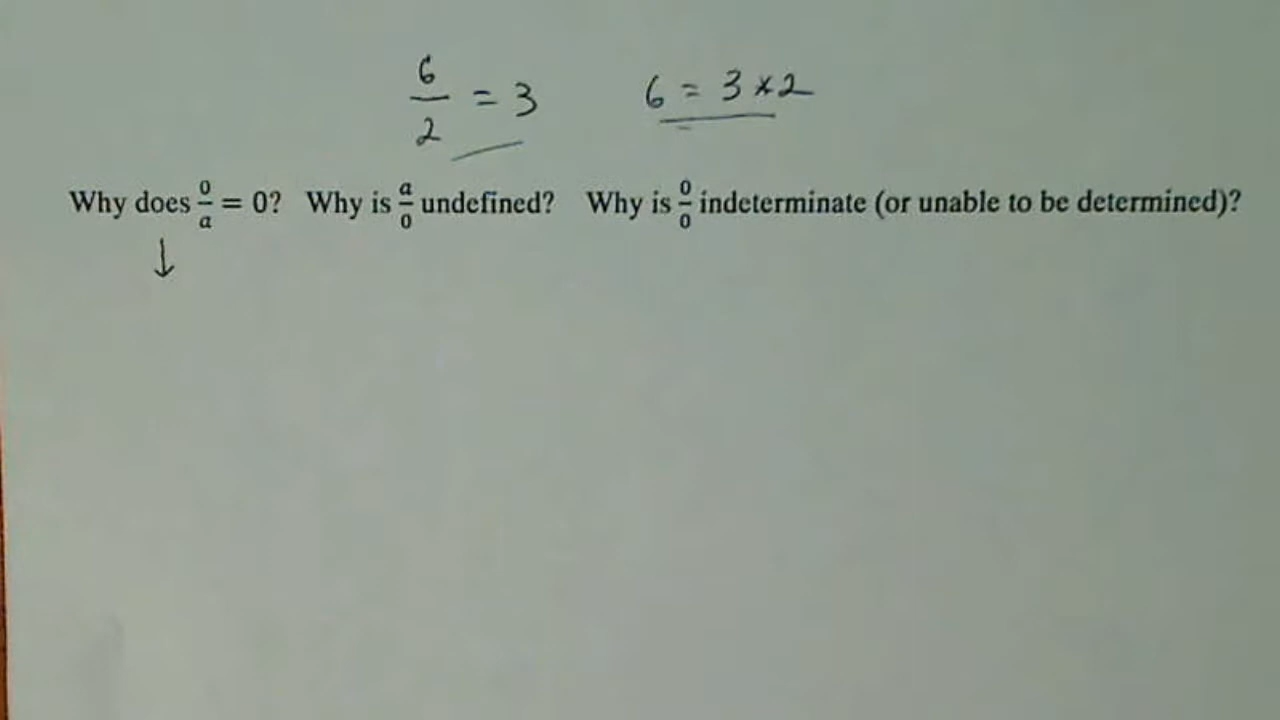 6/2 = 3 6 = 3 × 2
Why does 0/a = 0? Why is a/0 undefined? Why is 0/0 indeterminate (or unable to be determined)?